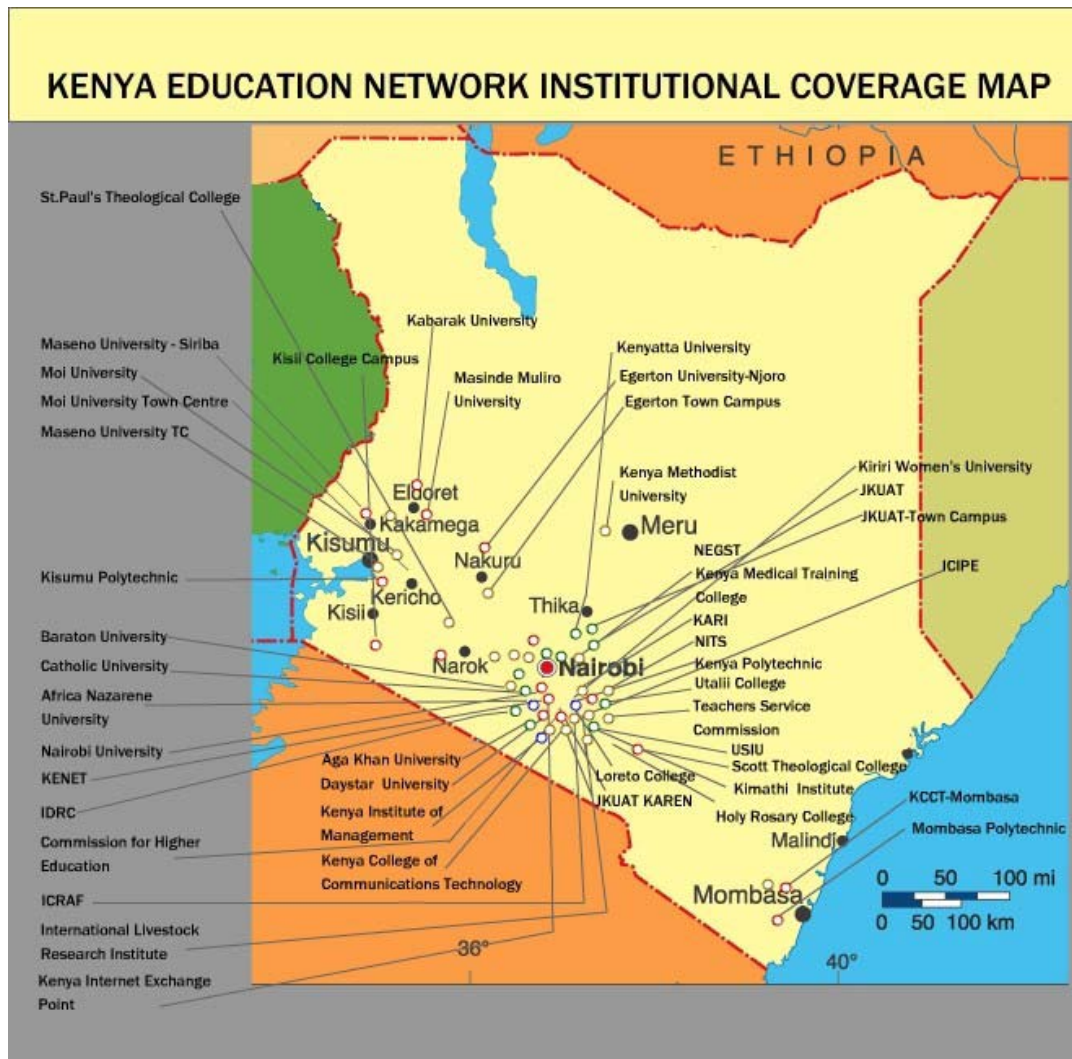 KENYA EDUCATION NETWORK INSTITUTIONAL COVERAGE MAP
ETHIOPIA
St.Paul's Theological College
Kabarak University
Maseno University - Siriba
Kisii College Campus
Kenyatta University
Moi University
Masinde Muliro
University
Egerton University-Njoro
Moi University Town Centre
Egerton Town Campus
Maseno University TC
Kenya Methodist
University
Kiriri Women's University
JKUAT
JKUAT-Town Campus
Eldoret
Kakamega
Meru
Kisumu
Nakuru
NEGST
Kisumu Polytechnic
Kenya Medical Training
College
ICIPE
Kericho
Kisii
Thika
KARI
NITS
Baraton University
Narok
Nairobi
Kenya Polytechnic
Catholic University
Utalii College
Africa Nazarene
University
Teachers Service
Commission
Nairobi University
USIU
KENET
Aga Khan University
Scott Theological College
Daystar University
Loreto College
Kimathi Institute
IDRC
JKUAT KAREN
KCCT-Mombasa
Kenya Institute of
Management
Holy Rosary College
Mombasa Polytechnic
Commission for Higher
Education
Malindi
Kenya College of
Communications Technology
0 50 100 mi
Mombasa
ICRAF
0 50 100 km
International Livestock
Research Institute
36°
40°
Kenya Internet Exchange
Point